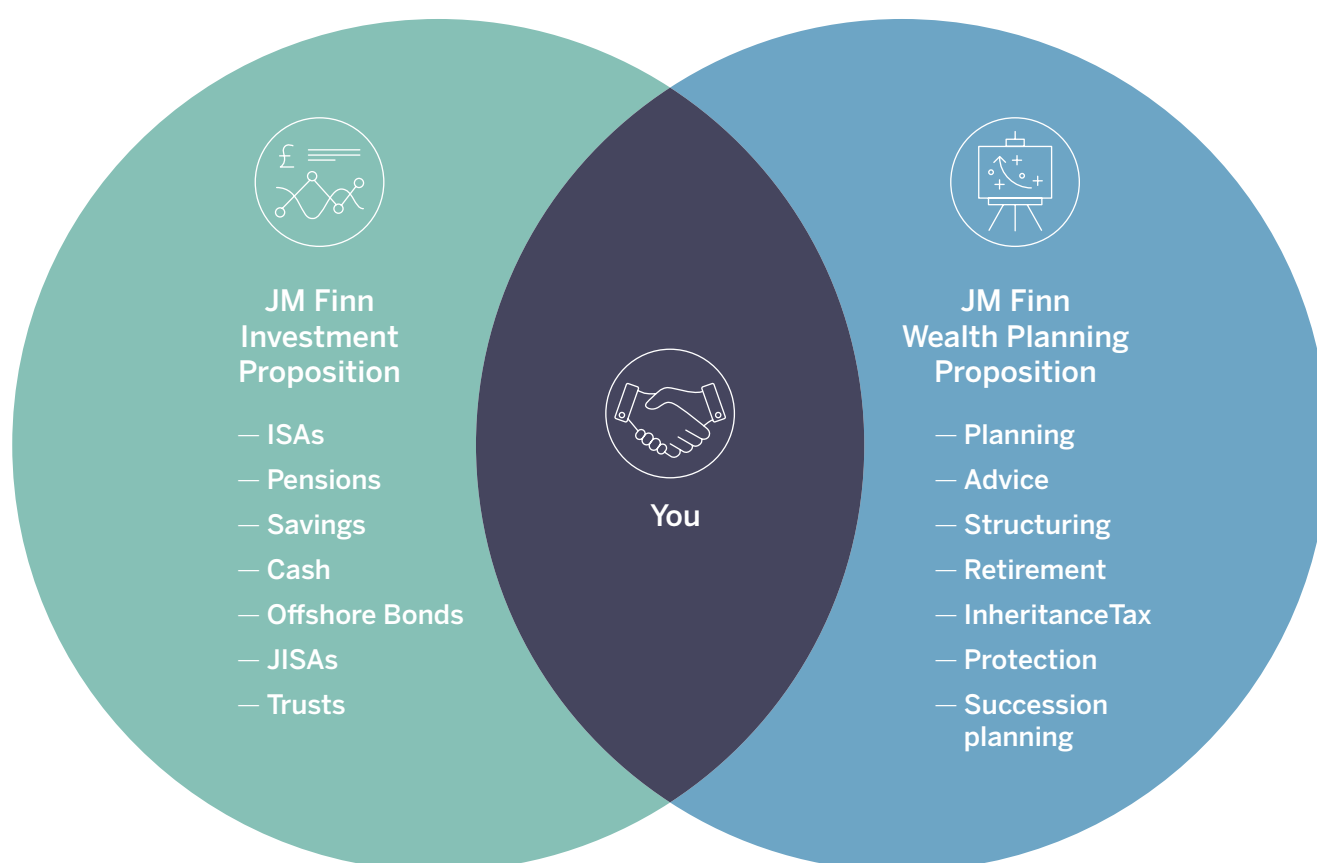 £
JM Finn
Investment
Proposition
— ISAs
— Pensions
— Savings
— Cash
— Offshore Bonds
— JISAs
— Trusts
You
JM Finn
Wealth Planning
Proposition
— Planning
— Advice
— Structuring
— Retirement
— InheritanceTax
— Protection
— Succession
planning